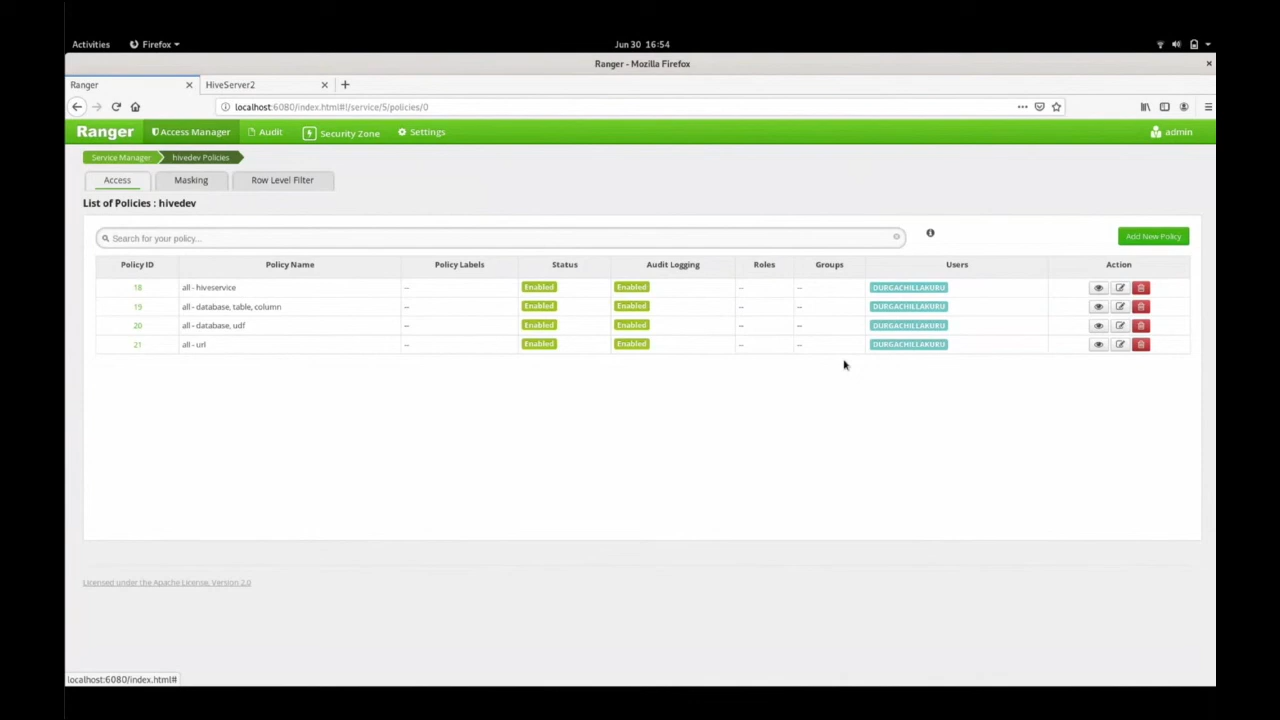 Activities Firefox Jun 30 16:54
Ranger - Mozilla Firefox
Ranger HiveServer2
localhost:6080/index.html#!/service/5/policies/0
Ranger Access Manager Audit Security Zone Settings admin
Service Manager hivedev Policies
Access Masking Row Level Filter
List of Policies : hivedev
Search for your policy... Add New Policy
Policy ID Policy Name Policy Labels Status Audit Logging Roles Groups Users Action
18 all - hiveservice -- Enabled Enabled -- -- DURGACHILLAKURU
19 all - database, table, column -- Enabled Enabled -- -- DURGACHILLAKURU
20 all - database, udf -- Enabled Enabled -- -- DURGACHILLAKURU
21 all - url -- Enabled Enabled -- -- DURGACHILLAKURU
Licensed under the Apache License, Version 2.0
localhost:6080/index.html#